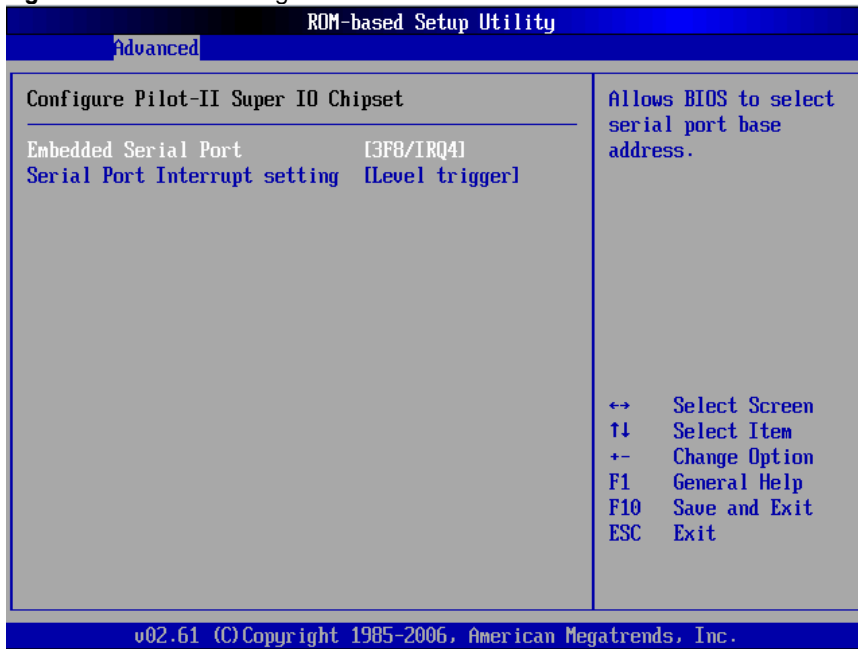 ROM-based Setup Utility
Advanced
Configure Pilot-II Super IO Chipset
Embedded Serial Port [3F8/IRQ4]
Serial Port Interrupt setting [Level trigger]
Allows BIOS to select
serial port base
address.
←→ Select Screen
↑↓ Select Item
+- Change Option
F1 General Help
F10 Save and Exit
ESC Exit
v02.61 (C)Copyright 1985-2006, American Megatrends, Inc.